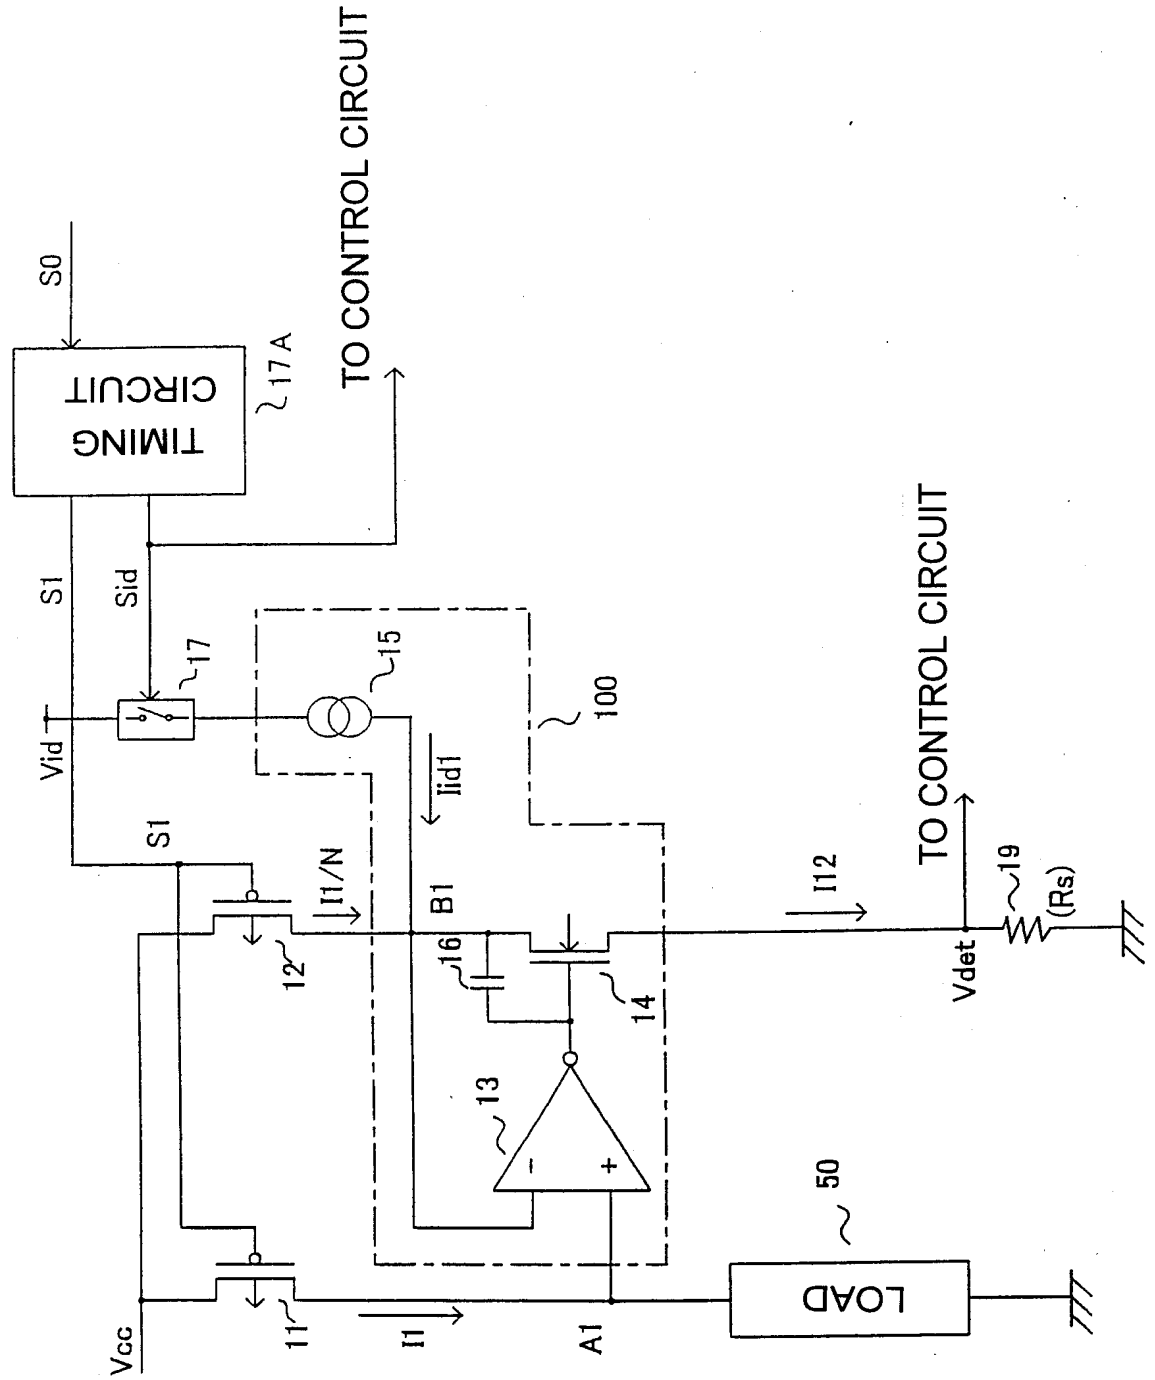 Vcc
S1
Vid
S1
S0
TIMING
CIRCUIT
17A
Sid
17
TO CONTROL CIRCUIT
11
12
I1
I1/N
Iid1
15
100
B1
16
13
−
+
14
A1
I12
50
LOAD
Vdet
TO CONTROL CIRCUIT
19
(Rs)